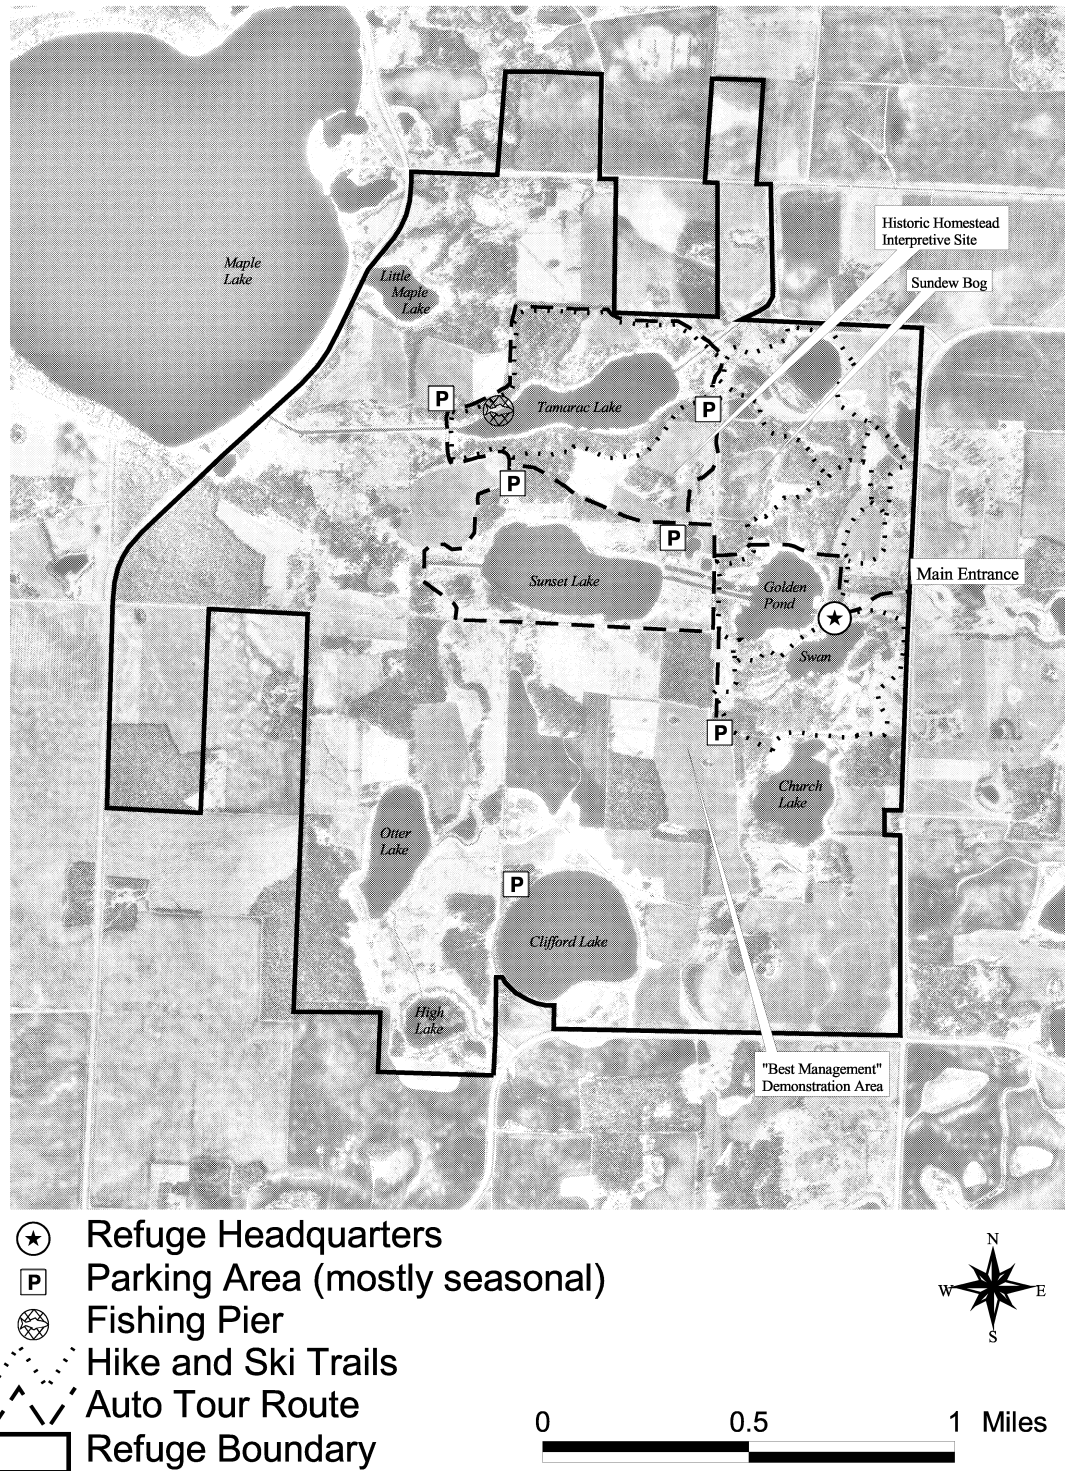 Historic Homestead
Interpretive Site
Maple
Lake
Little
Maple
Lake
Sundew Bog
P
Tamarac Lake
P
P
P
Sunset Lake
Golden
Pond
Main Entrance
Swan
P
Church
Lake
Otter
Lake
P
Clifford Lake
High
Lake
"Best Management"
Demonstration Area
Refuge Headquarters
P Parking Area (mostly seasonal)
Fishing Pier
Hike and Ski Trails
Auto Tour Route
Refuge Boundary
N
W E
S
0 0.5 1 Miles